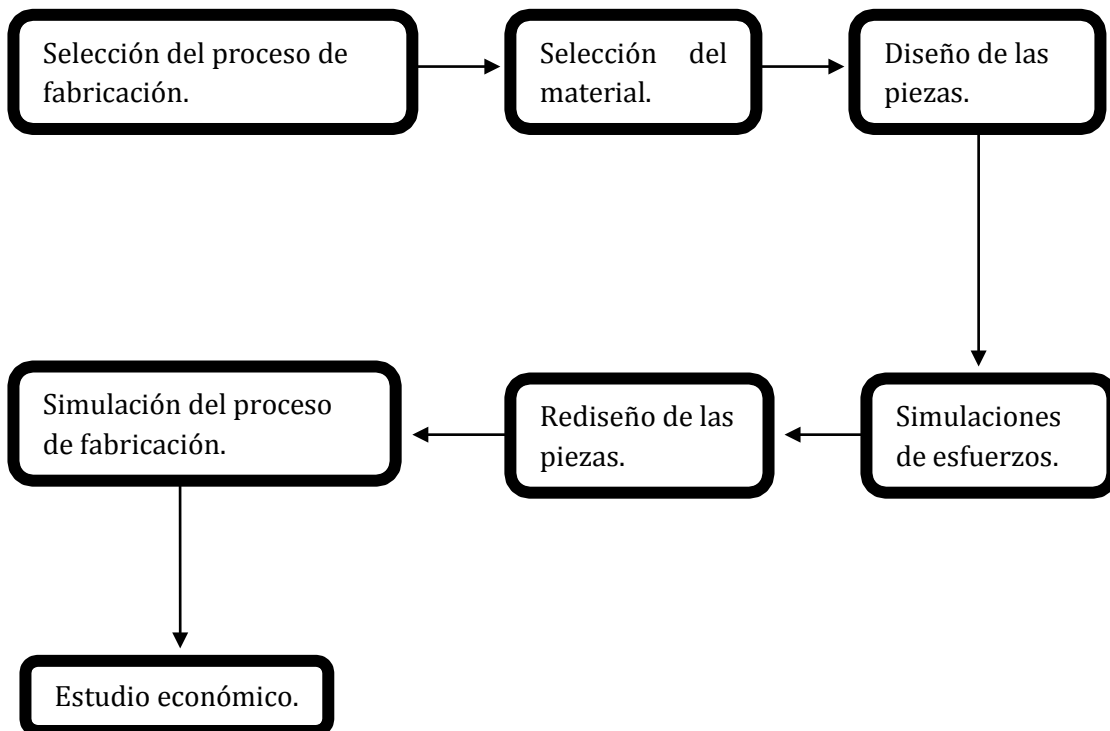 Selección del proceso de
fabricación.
Selección del
material.
Diseño de las
piezas.
Simulaciones
de esfuerzos.
Rediseño de las
piezas.
Simulación del proceso
de fabricación.
Estudio económico.